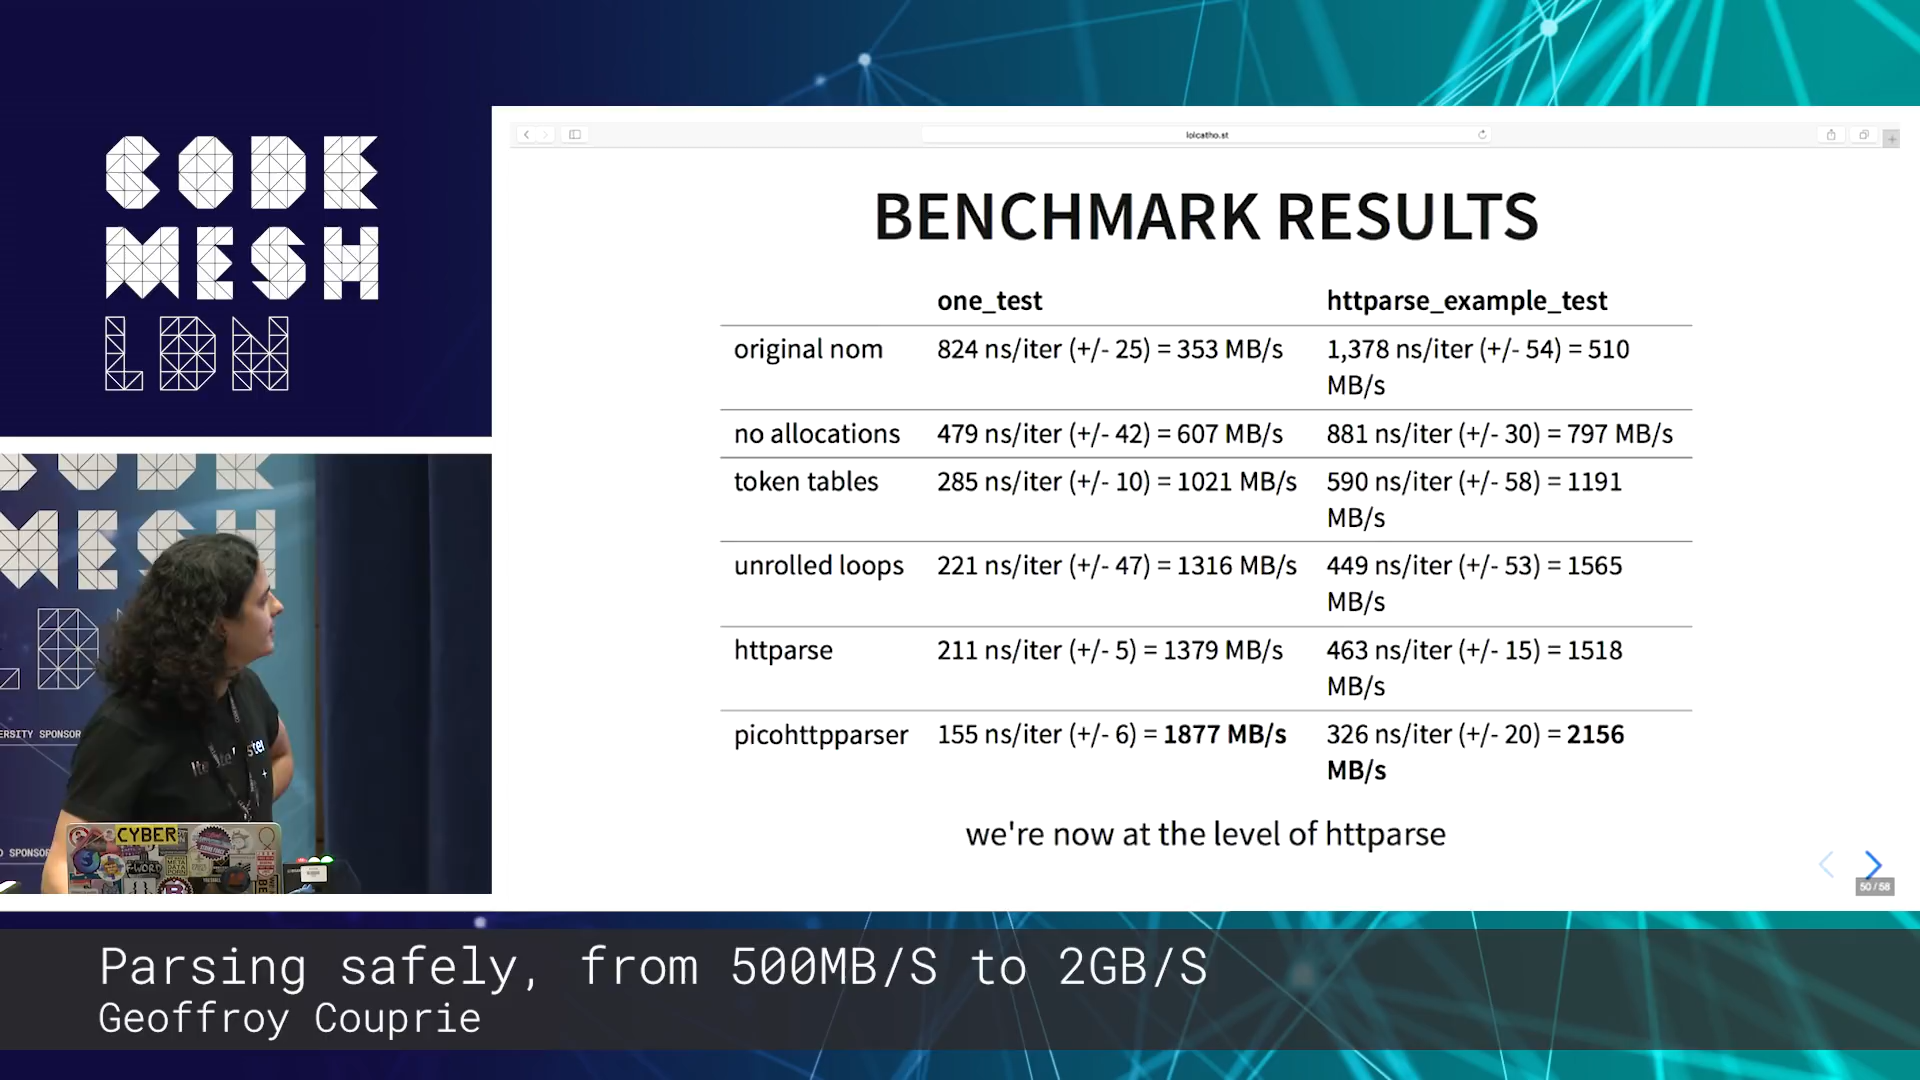 CODE
MESH
LDN
lolcatho.st
BENCHMARK RESULTS
one_test httparse_example_test
original nom 824 ns/iter (+/- 25) = 353 MB/s 1,378 ns/iter (+/- 54) = 510
MB/s
no allocations 479 ns/iter (+/- 42) = 607 MB/s 881 ns/iter (+/- 30) = 797 MB/s
token tables 285 ns/iter (+/- 10) = 1021 MB/s 590 ns/iter (+/- 58) = 1191
MB/s
unrolled loops 221 ns/iter (+/- 47) = 1316 MB/s 449 ns/iter (+/- 53) = 1565
MB/s
httparse 211 ns/iter (+/- 5) = 1379 MB/s 463 ns/iter (+/- 15) = 1518
MB/s
picohttpparser 155 ns/iter (+/- 6) = 1877 MB/s 326 ns/iter (+/- 20) = 2156
MB/s
we're now at the level of httparse
50 / 58
ERSITY SPONSOR
SPONSO
CYBER
Parsing safely, from 500MB/S to 2GB/S
Geoffroy Couprie